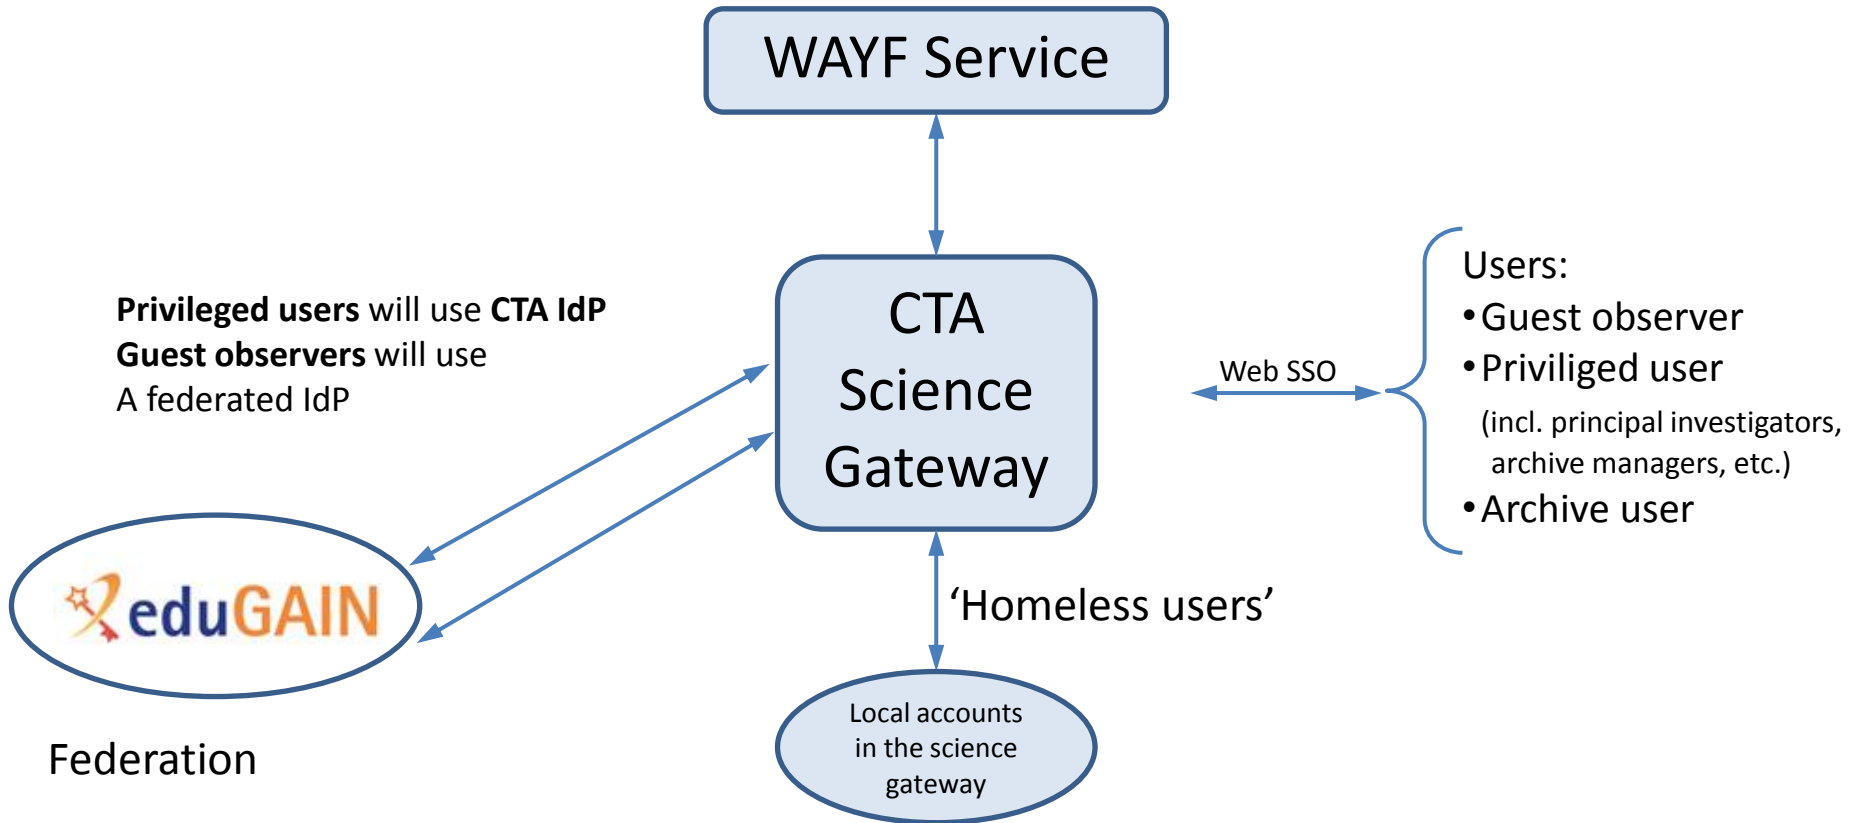 WAYF Service
Privileged users will use CTA IdP
Guest observers will use
A federated IdP
CTA
Science
Gateway
Web SSO
Users:
•Guest observer
•Priviliged user
(incl. principal investigators,
archive managers, etc.)
•Archive user
eduGAIN
Federation
‘Homeless users’
Local accounts
in the science
gateway